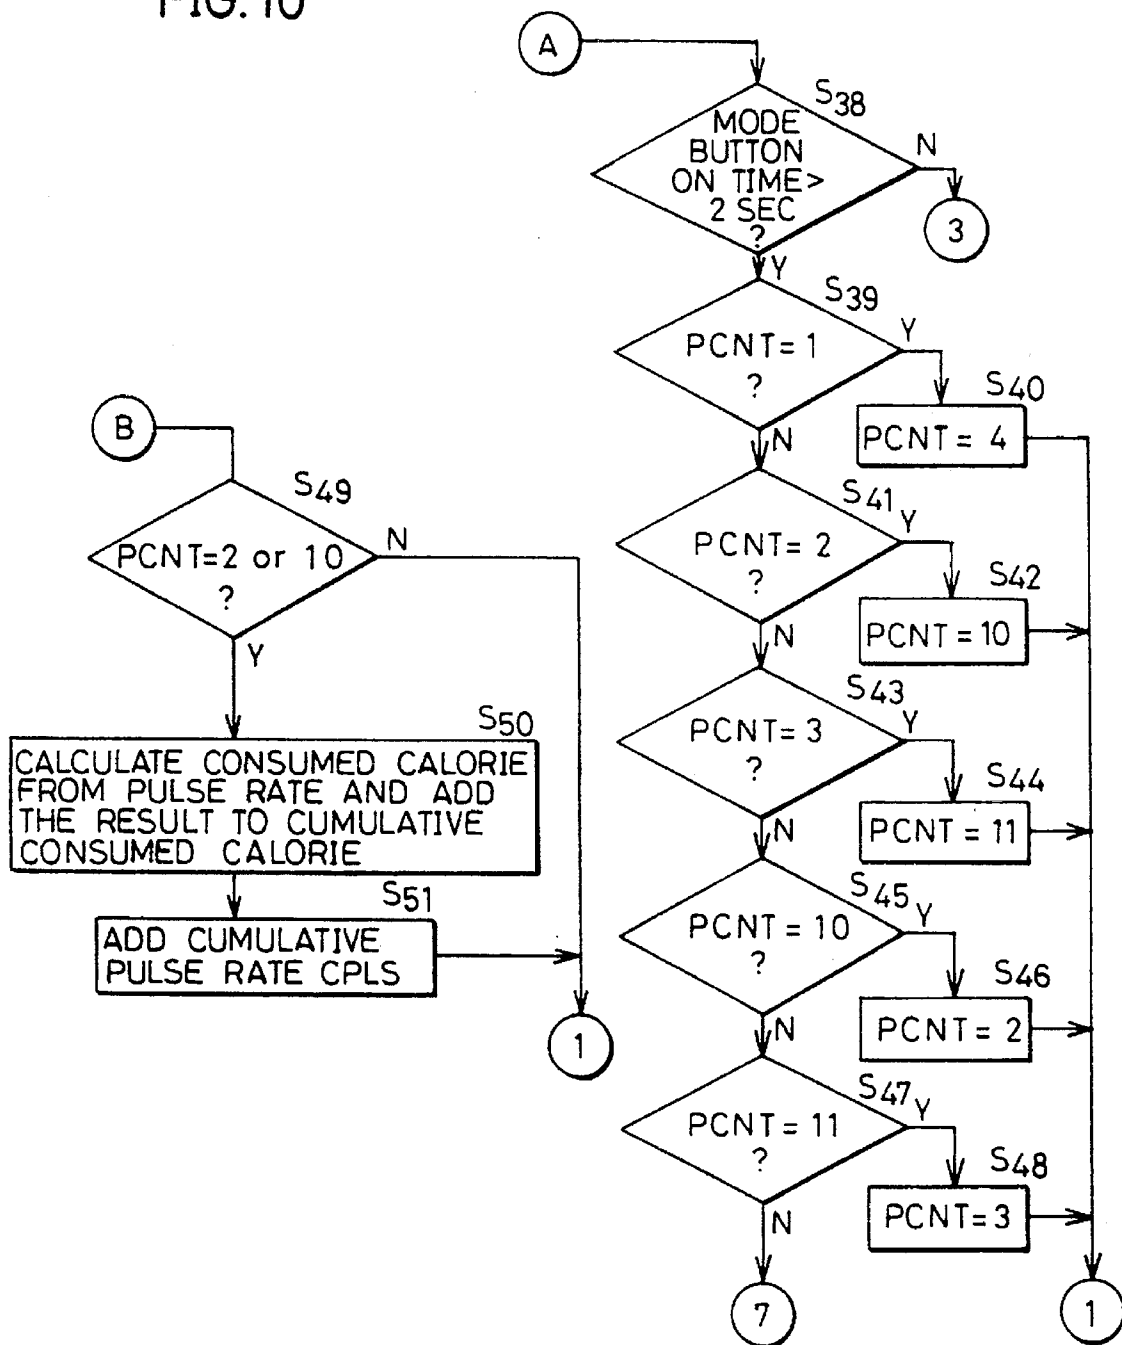 FIG. 10
A
S38
MODE
BUTTON
ON TIME>
2 SEC
?
N
3
Y
S39
PCNT = 1
?
Y
N
S40
PCNT = 4
S41
PCNT = 2
?
Y
N
S42
PCNT = 10
S43
PCNT = 3
?
Y
N
S44
PCNT = 11
S45
PCNT = 10
?
Y
N
S46
PCNT = 2
S47
PCNT = 11
?
Y
N
S48
PCNT = 3
7
1
B
S49
PCNT=2 or 10
?
N
Y
S50
CALCULATE CONSUMED CALORIE
FROM PULSE RATE AND ADD
THE RESULT TO CUMULATIVE
CONSUMED CALORIE
S51
ADD CUMULATIVE
PULSE RATE CPLS
1